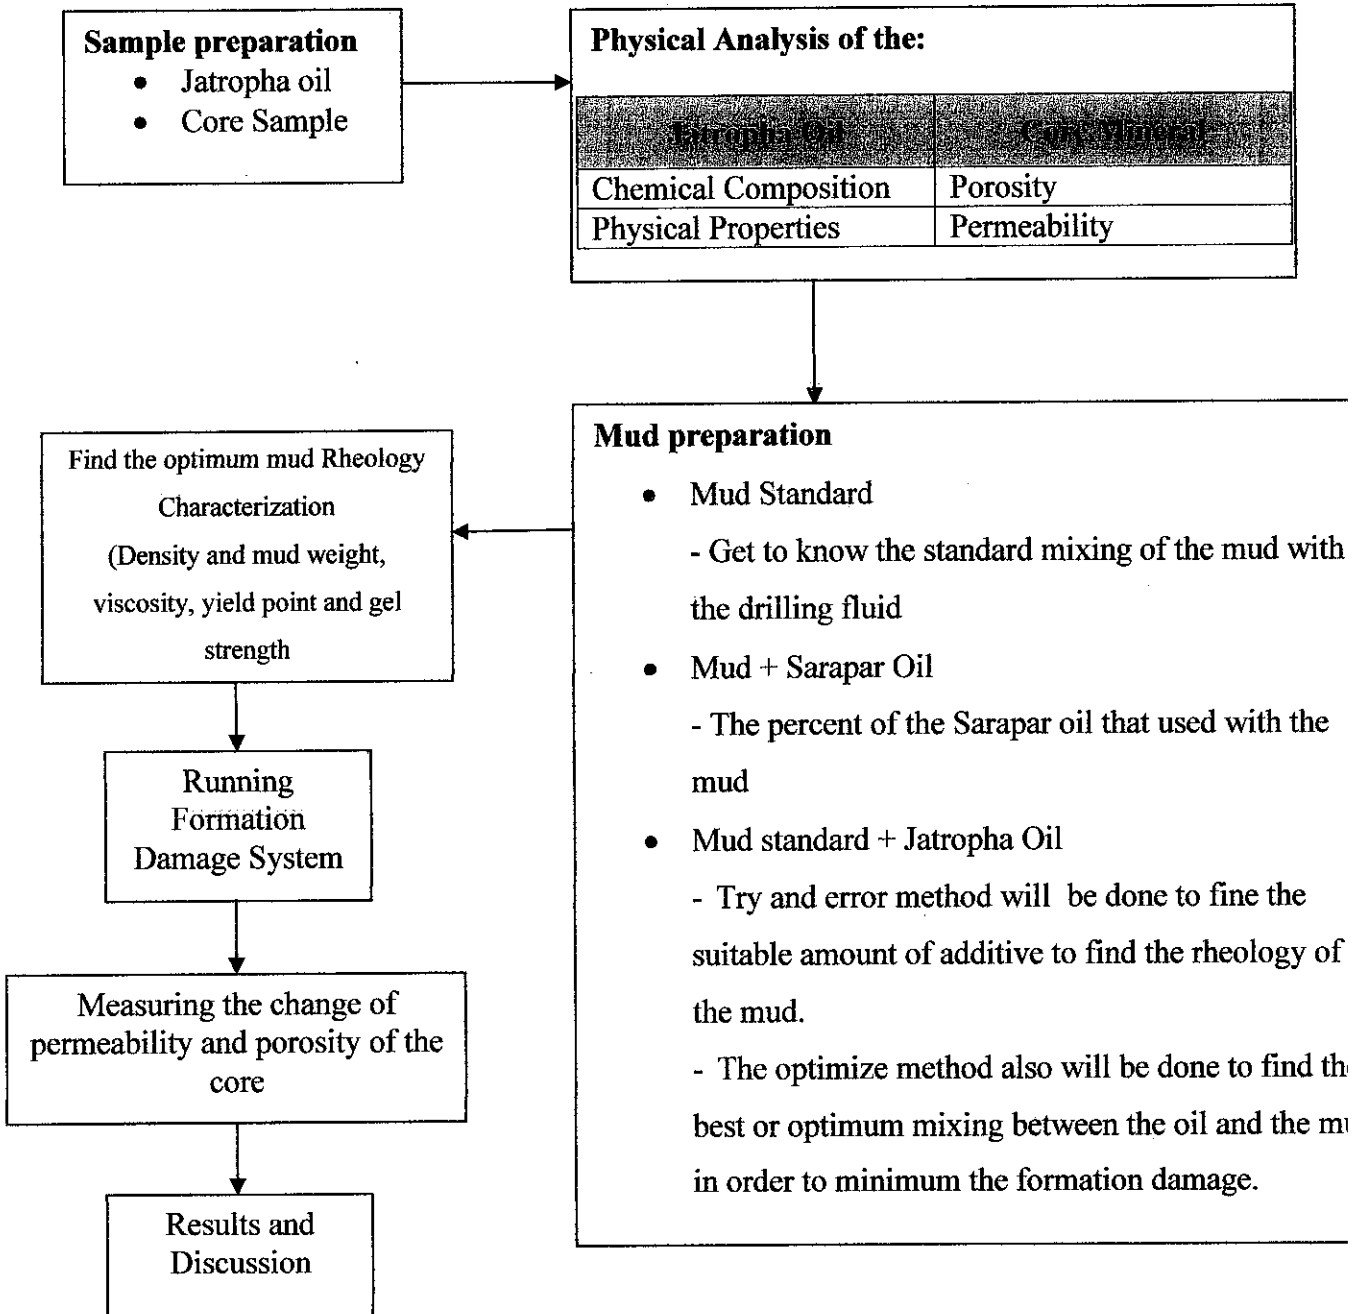 Sample preparation
• Jatropha oil
• Core Sample
Physical Analysis of the:
Jatropha Oil
Core Mineral
Chemical Composition
Porosity
Physical Properties
Permeability
Mud preparation
• Mud Standard
- Get to know the standard mixing of the mud with
the drilling fluid
• Mud + Sarapar Oil
- The percent of the Sarapar oil that used with the
mud
• Mud standard + Jatropha Oil
- Try and error method will be done to fine the
suitable amount of additive to find the rheology of
the mud.
- The optimize method also will be done to find
best or optimum mixing between the oil and the
in order to minimum the formation damage.
Find the optimum mud Rheology
Characterization
(Density and mud weight,
viscosity, yield point and gel
strength
Running
Formation
Damage System
Measuring the change of
permeability and porosity of the
core
Results and
Discussion